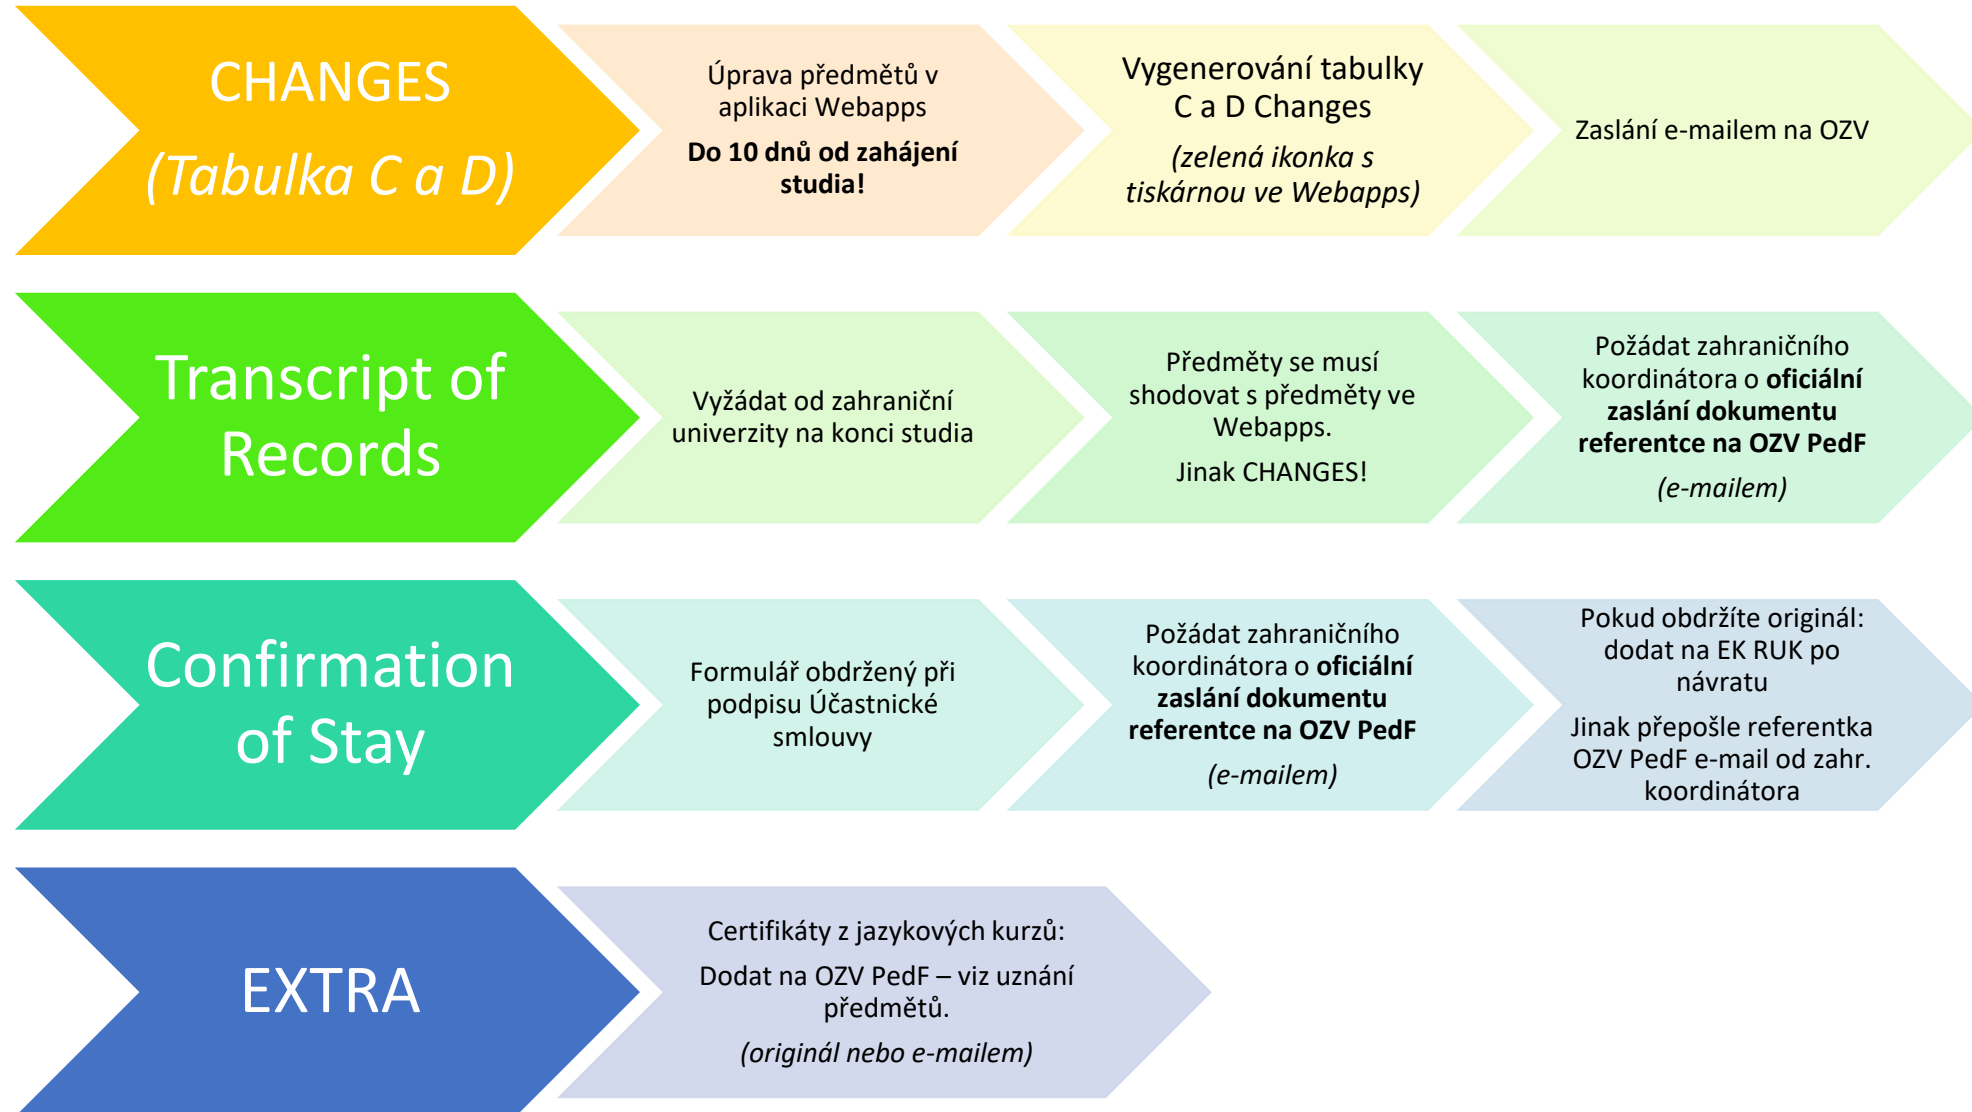 CHANGES
(Tabulka C a D)
Úprava předmětů v
aplikaci Webapps
Do 10 dnů od zahájení
studia!
Vygenerování tabulky
C a D Changes
(zelená ikonka s
tiskárnou ve Webapps)
Zaslání e-mailem na OZV
Transcript of
Records
Vyžádat od zahraniční
univerzity na konci studia
Předměty se musí
shodovat s předměty ve
Webapps.
Jinak CHANGES!
Požádat zahraničního
koordinátora o oficiální
zaslání dokumentu
referentce na OZV PedF
(e-mailem)
Confirmation
of Stay
Formulář obdržený při
podpisu Účastnické
smlouvy
Požádat zahraničního
koordinátora o oficiální
zaslání dokumentu
referentce na OZV PedF
(e-mailem)
Pokud obdržíte originál:
dodat na EK RUK po
návratu
Jinak přepošle referentka
OZV PedF e-mail od zahr.
koordinátora
EXTRA
Certifikáty z jazykových kurzů:
Dodat na OZV PedF – viz uznání
předmětů.
(originál nebo e-mailem)